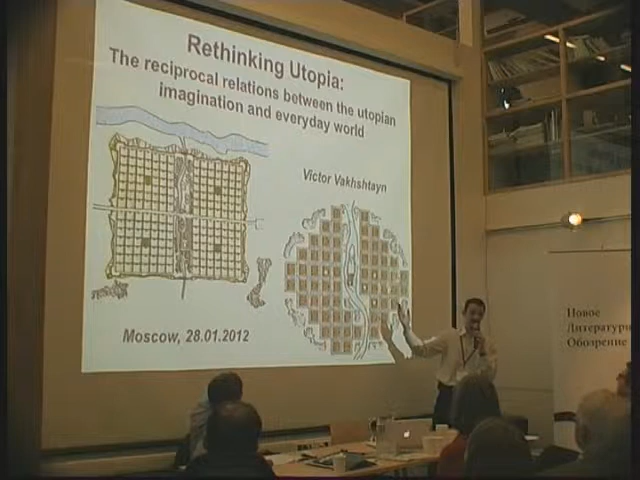 Rethinking Utopia:
The reciprocal relations between the utopian
imagination and everyday world
Victor Vakhshtayn
Moscow, 28.01.2012
Новое
Литературн
Обозрение